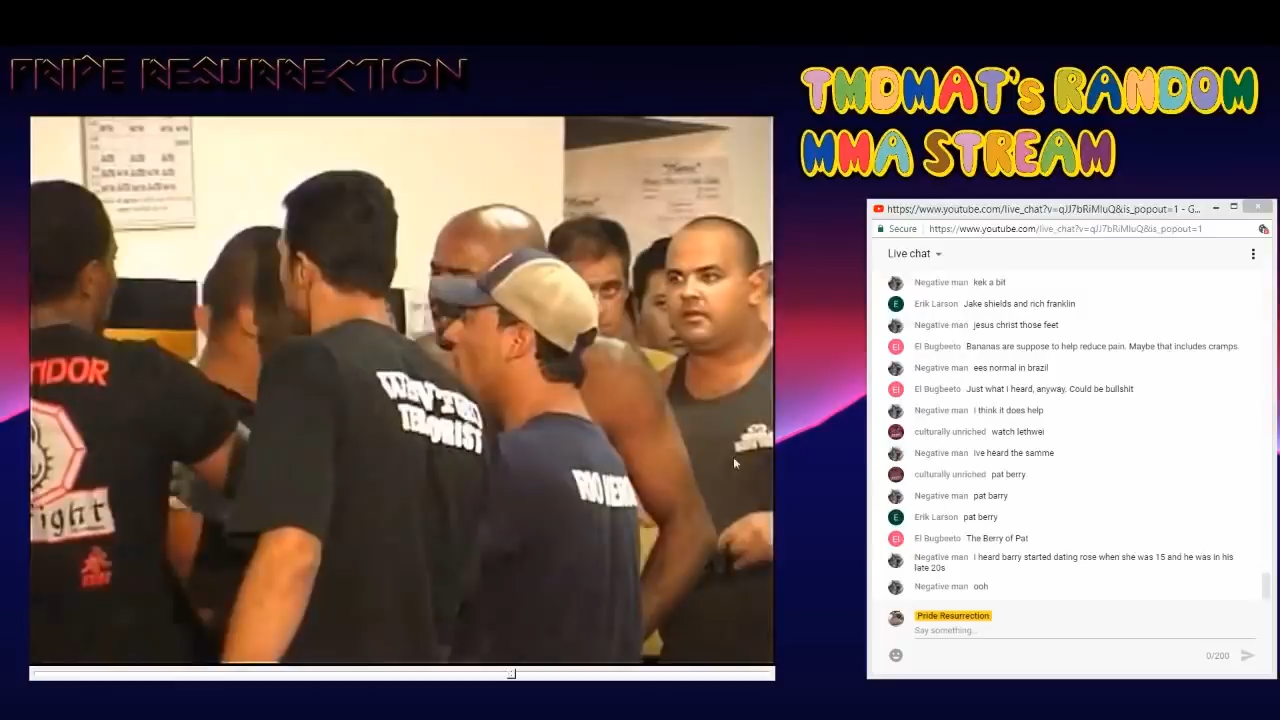 PRIDE RESURRECTION
TMDMAT's RANDOM
MMA STREAM
https://www.youtube.com/live_chat?v=qJJ7bRiMluQ&is_popout=1 - G...
Secure
https://www.youtube.com/live_chat?v=qJJ7bRiMluQ&is_popout=1
Live chat
Negative man kek a bit
Erik Larson Jake shields and rich franklin
Negative man jesus christ those feet
El Bugbeeto Bananas are suppose to help reduce pain. Maybe that includes cramps.
Negative man ees normal in brazil
El Bugbeeto Just what I heard, anyway. Could be bullshit
Negative man I think it does help
culturally unriched watch lethwei
Negative man Ive heard the samme
culturally unriched pat berry
Negative man pat barry
Erik Larson pat berry
El Bugbeeto The Berry of Pat
Negative man I heard barry started dating rose when she was 15 and he was in his
late 20s
Negative man ooh
Pride Resurrection
Say something...
0/200
TIDOR
ight